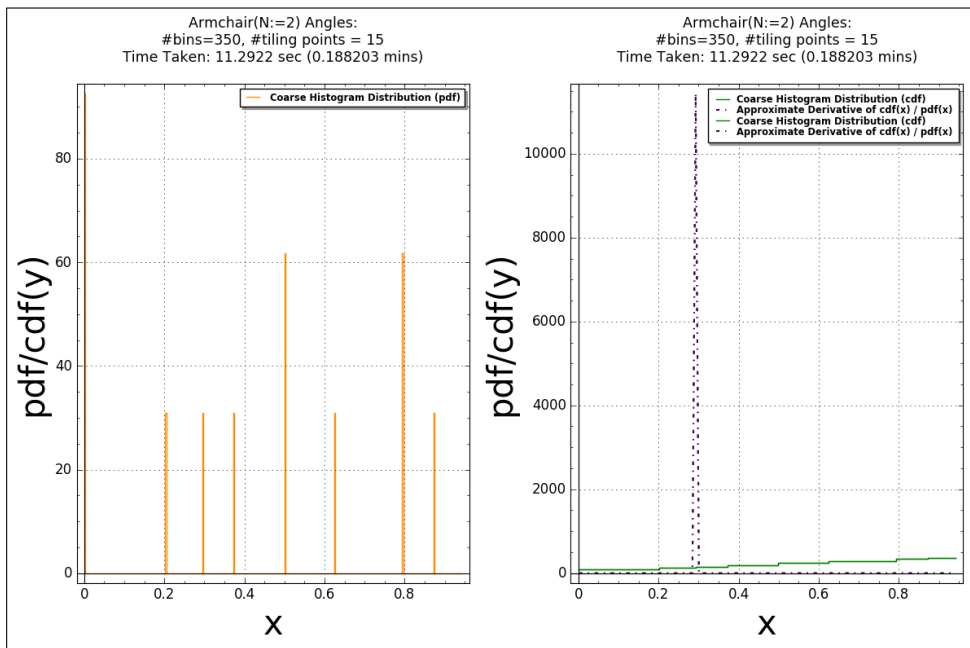 Armchair(N:=2) Angles:
#bins=350, #tiling points = 15
Time Taken: 11.2922 sec (0.188203 mins)
Coarse Histogram Distribution (pdf)
80
60
40
20
0
pdf/cdf(y)
0
0.2
0.4
0.6
0.8
x
Armchair(N:=2) Angles:
#bins=350, #tiling points = 15
Time Taken: 11.2922 sec (0.188203 mins)
Coarse Histogram Distribution (cdf)
Approximate Derivative of cdf(x) / pdf(x)
Coarse Histogram Distribution (cdf)
Approximate Derivative of cdf(x) / pdf(x)
10000
8000
6000
4000
2000
0
pdf/cdf(y)
0
0.2
0.4
0.6
0.8
x